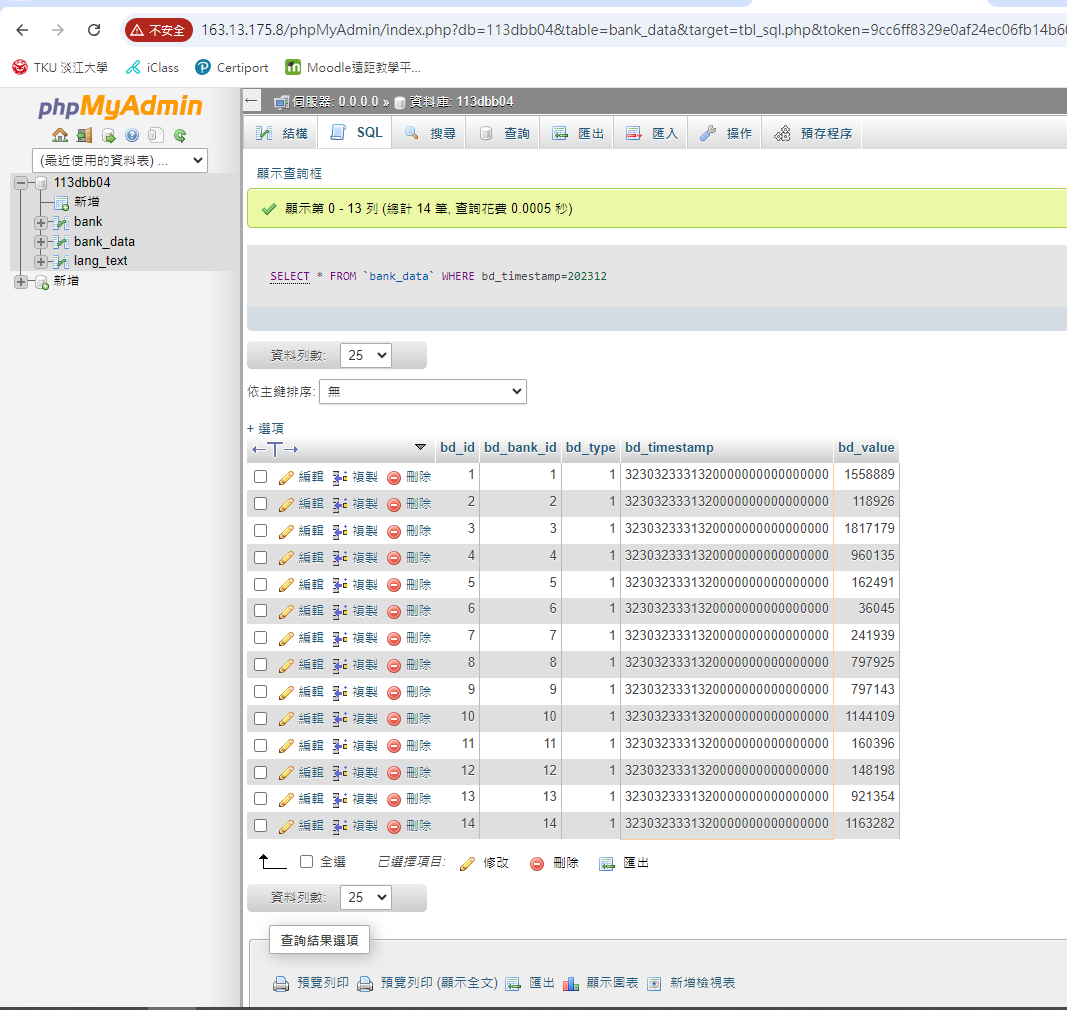 不安全 163.13.175.8/phpMyAdmin/index.php?db=113dbb04&table=bank_data&target=tbl_sql.php&token=9cc6ff8329e0af24ec06fb14b6
TKU 淡江大學 iClass Certiport Moodle遠距教學平...
phpMyAdmin
(最近使用的資料表) ...
113dbb04
新增
bank
bank_data
lang_text
新增
伺服器: 0.0.0.0 » 資料庫: 113dbb04
結構 SQL 搜尋 查詢 匯出 匯入 操作 預存程序
顯示查詢框
顯示第 0 - 13 列 (總計 14 筆, 查詢花費 0.0005 秒)
SELECT * FROM `bank_data` WHERE bd_timestamp=202312
資料列數: 25
依主鍵排序: 無
+ 選項
←T→ bd_id bd_bank_id bd_type bd_timestamp bd_value
編輯 複製 刪除 1 1 1 3230323331320000000000000000 1558889
編輯 複製 刪除 2 2 1 3230323331320000000000000000 118926
編輯 複製 刪除 3 3 1 3230323331320000000000000000 1817179
編輯 複製 刪除 4 4 1 3230323331320000000000000000 960135
編輯 複製 刪除 5 5 1 3230323331320000000000000000 162491
編輯 複製 刪除 6 6 1 3230323331320000000000000000 36045
編輯 複製 刪除 7 7 1 3230323331320000000000000000 241939
編輯 複製 刪除 8 8 1 3230323331320000000000000000 797925
編輯 複製 刪除 9 9 1 3230323331320000000000000000 797143
編輯 複製 刪除 10 10 1 3230323331320000000000000000 1144109
編輯 複製 刪除 11 11 1 3230323331320000000000000000 160396
編輯 複製 刪除 12 12 1 3230323331320000000000000000 148198
編輯 複製 刪除 13 13 1 3230323331320000000000000000 921354
編輯 複製 刪除 14 14 1 3230323331320000000000000000 1163282
全選 已選擇項目: 修改 刪除 匯出
資料列數: 25
查詢結果選項
預覽列印 預覽列印 (顯示全文) 匯出 顯示圖表 新增檢視表